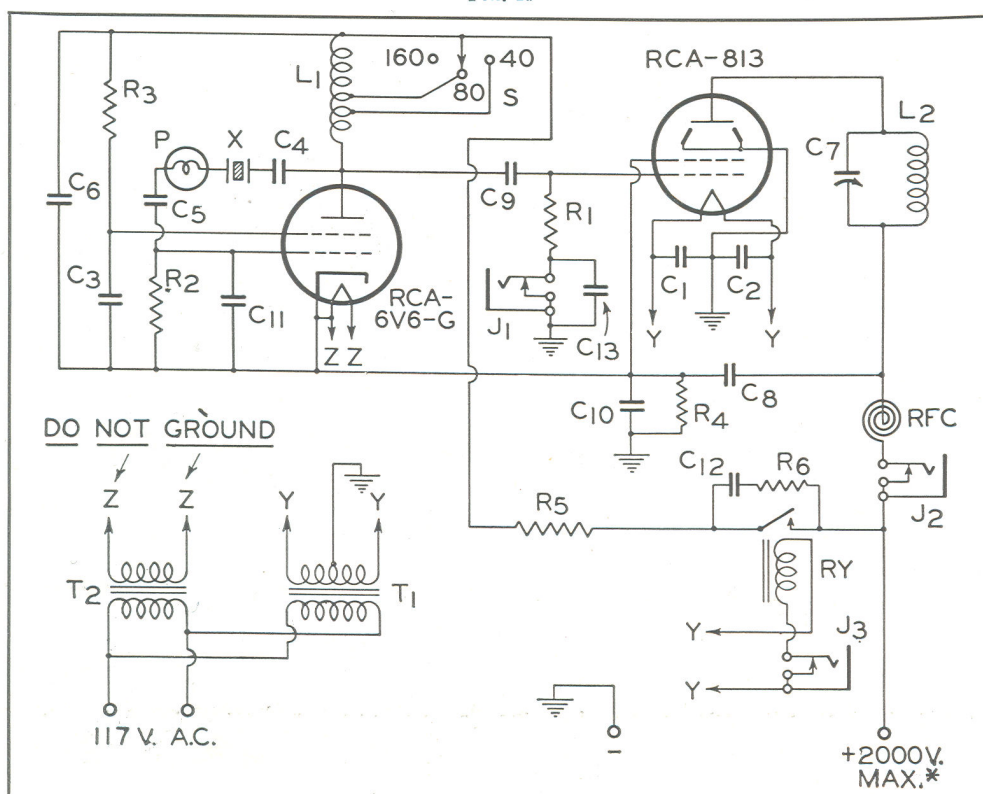 160 40
80 S
L1
RCA-813
R3
P X C4
C6 C5
C9
C7 L2
R1
C3 R2 C11
RCA-
6V6-G
Z Z
J1 C13
C1 C2
Y Y
C10 R4 C8
RFC
DO NOT GROUND
Z Z Y Y
C12 R6
R5
J2
T2 T1
RY
Y J3
Y
117 V. A.C.
-
+2000V.
MAX.*